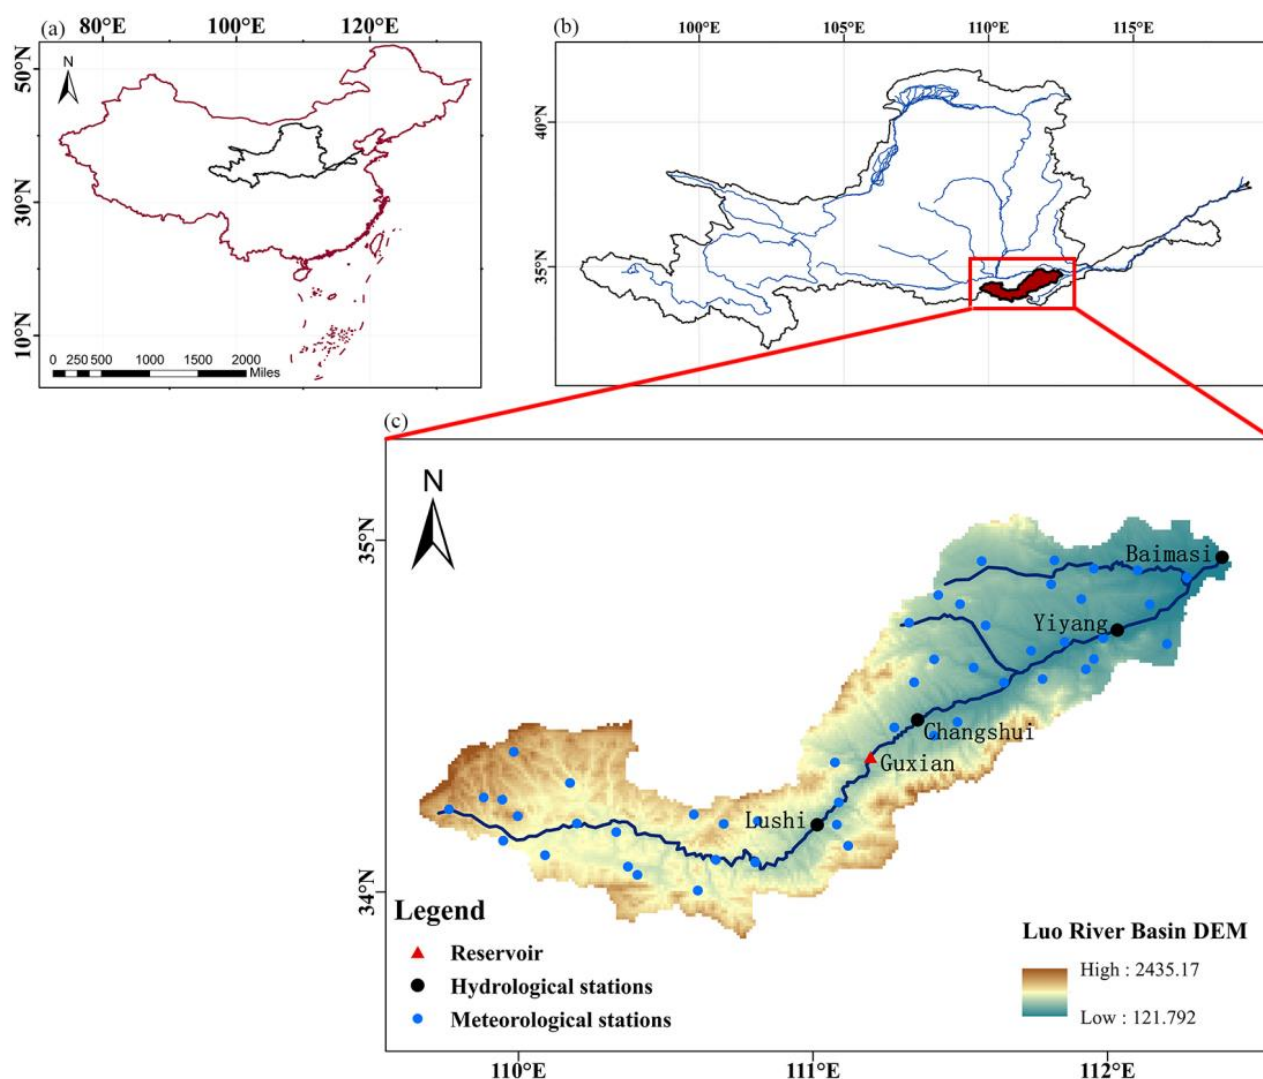 (a)
80°E 100°E 120°E
50°N
30°N
10°N
N
0 250 500 1000 1500 2000
Miles
(b)
100°E 105°E 110°E 115°E
40°N
35°N
(c)
N
35°N
34°N
Baimasi
Yiyang
Changshui
Guxian
Lushi
Legend
Reservoir
Hydrological stations
Meteorological stations
Luo River Basin DEM
High : 2435.17
Low : 121.792
110°E 111°E 112°E